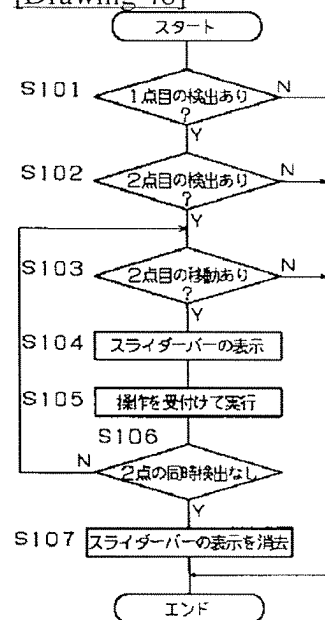 [Drawing 40]
スタート
S101
1点目の検出あり
?
N
Y
S102
2点目の検出あり
?
N
Y
S103
2点目の移動あり
?
N
Y
S104
スライダーバーの表示
S105
操作を受付けて実行
S106
2点の同時検出なし
N
Y
S107
スライダーバーの表示を消去
エンド